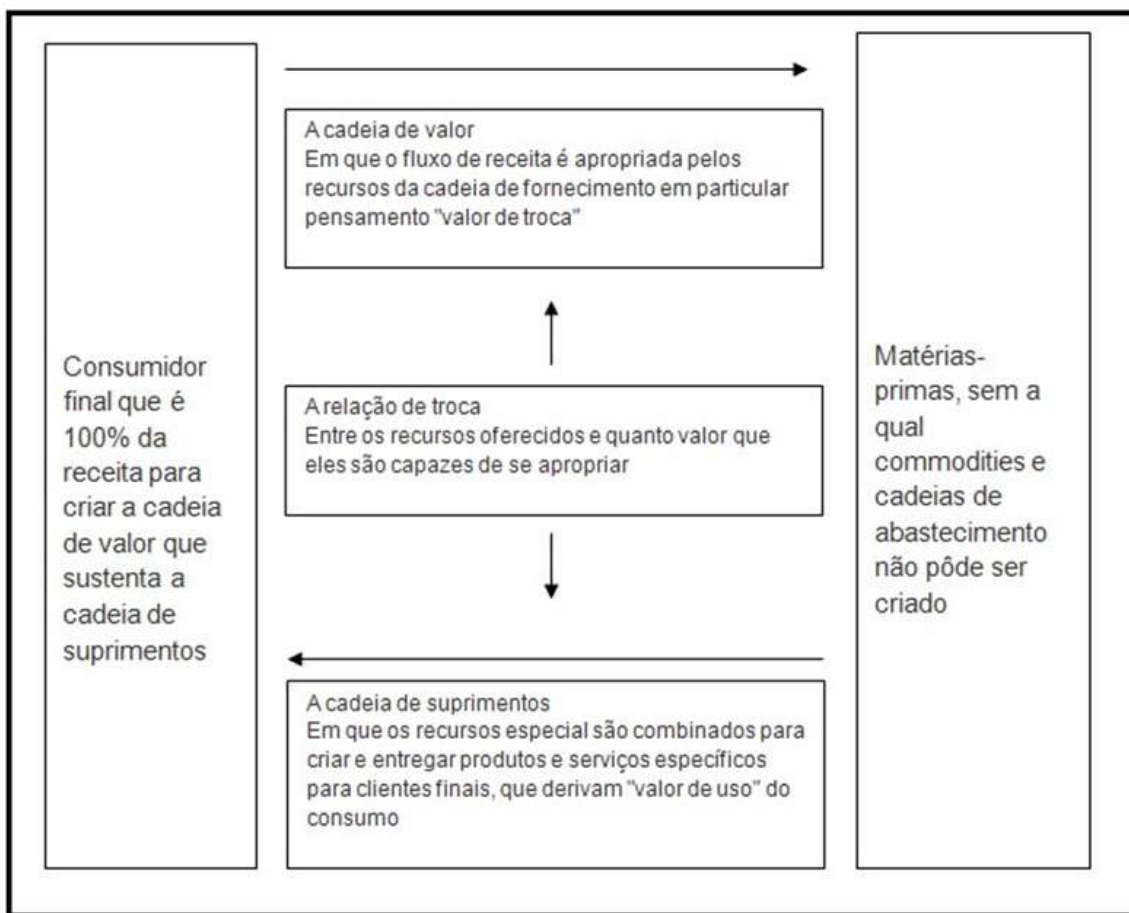 A cadeia de valor
Em que o fluxo de receita é apropriada pelos
recursos da cadeia de fornecimento em particular
pensamento "valor de troca"
Consumidor
final que é
100% da
receita para
criar a cadeia
de valor que
sustenta a
cadeia de
suprimentos
A relação de troca
Entre os recursos oferecidos e quanto valor que
eles são capazes de se apropriar
Matérias-
primas, sem a
qual
commodities e
cadeias de
abastecimento
não pôde ser
criado
A cadeia de suprimentos
Em que os recursos especial são combinados para
criar e entregar produtos e serviços específicos
para clientes finais, que derivam "valor de uso" do
consumo